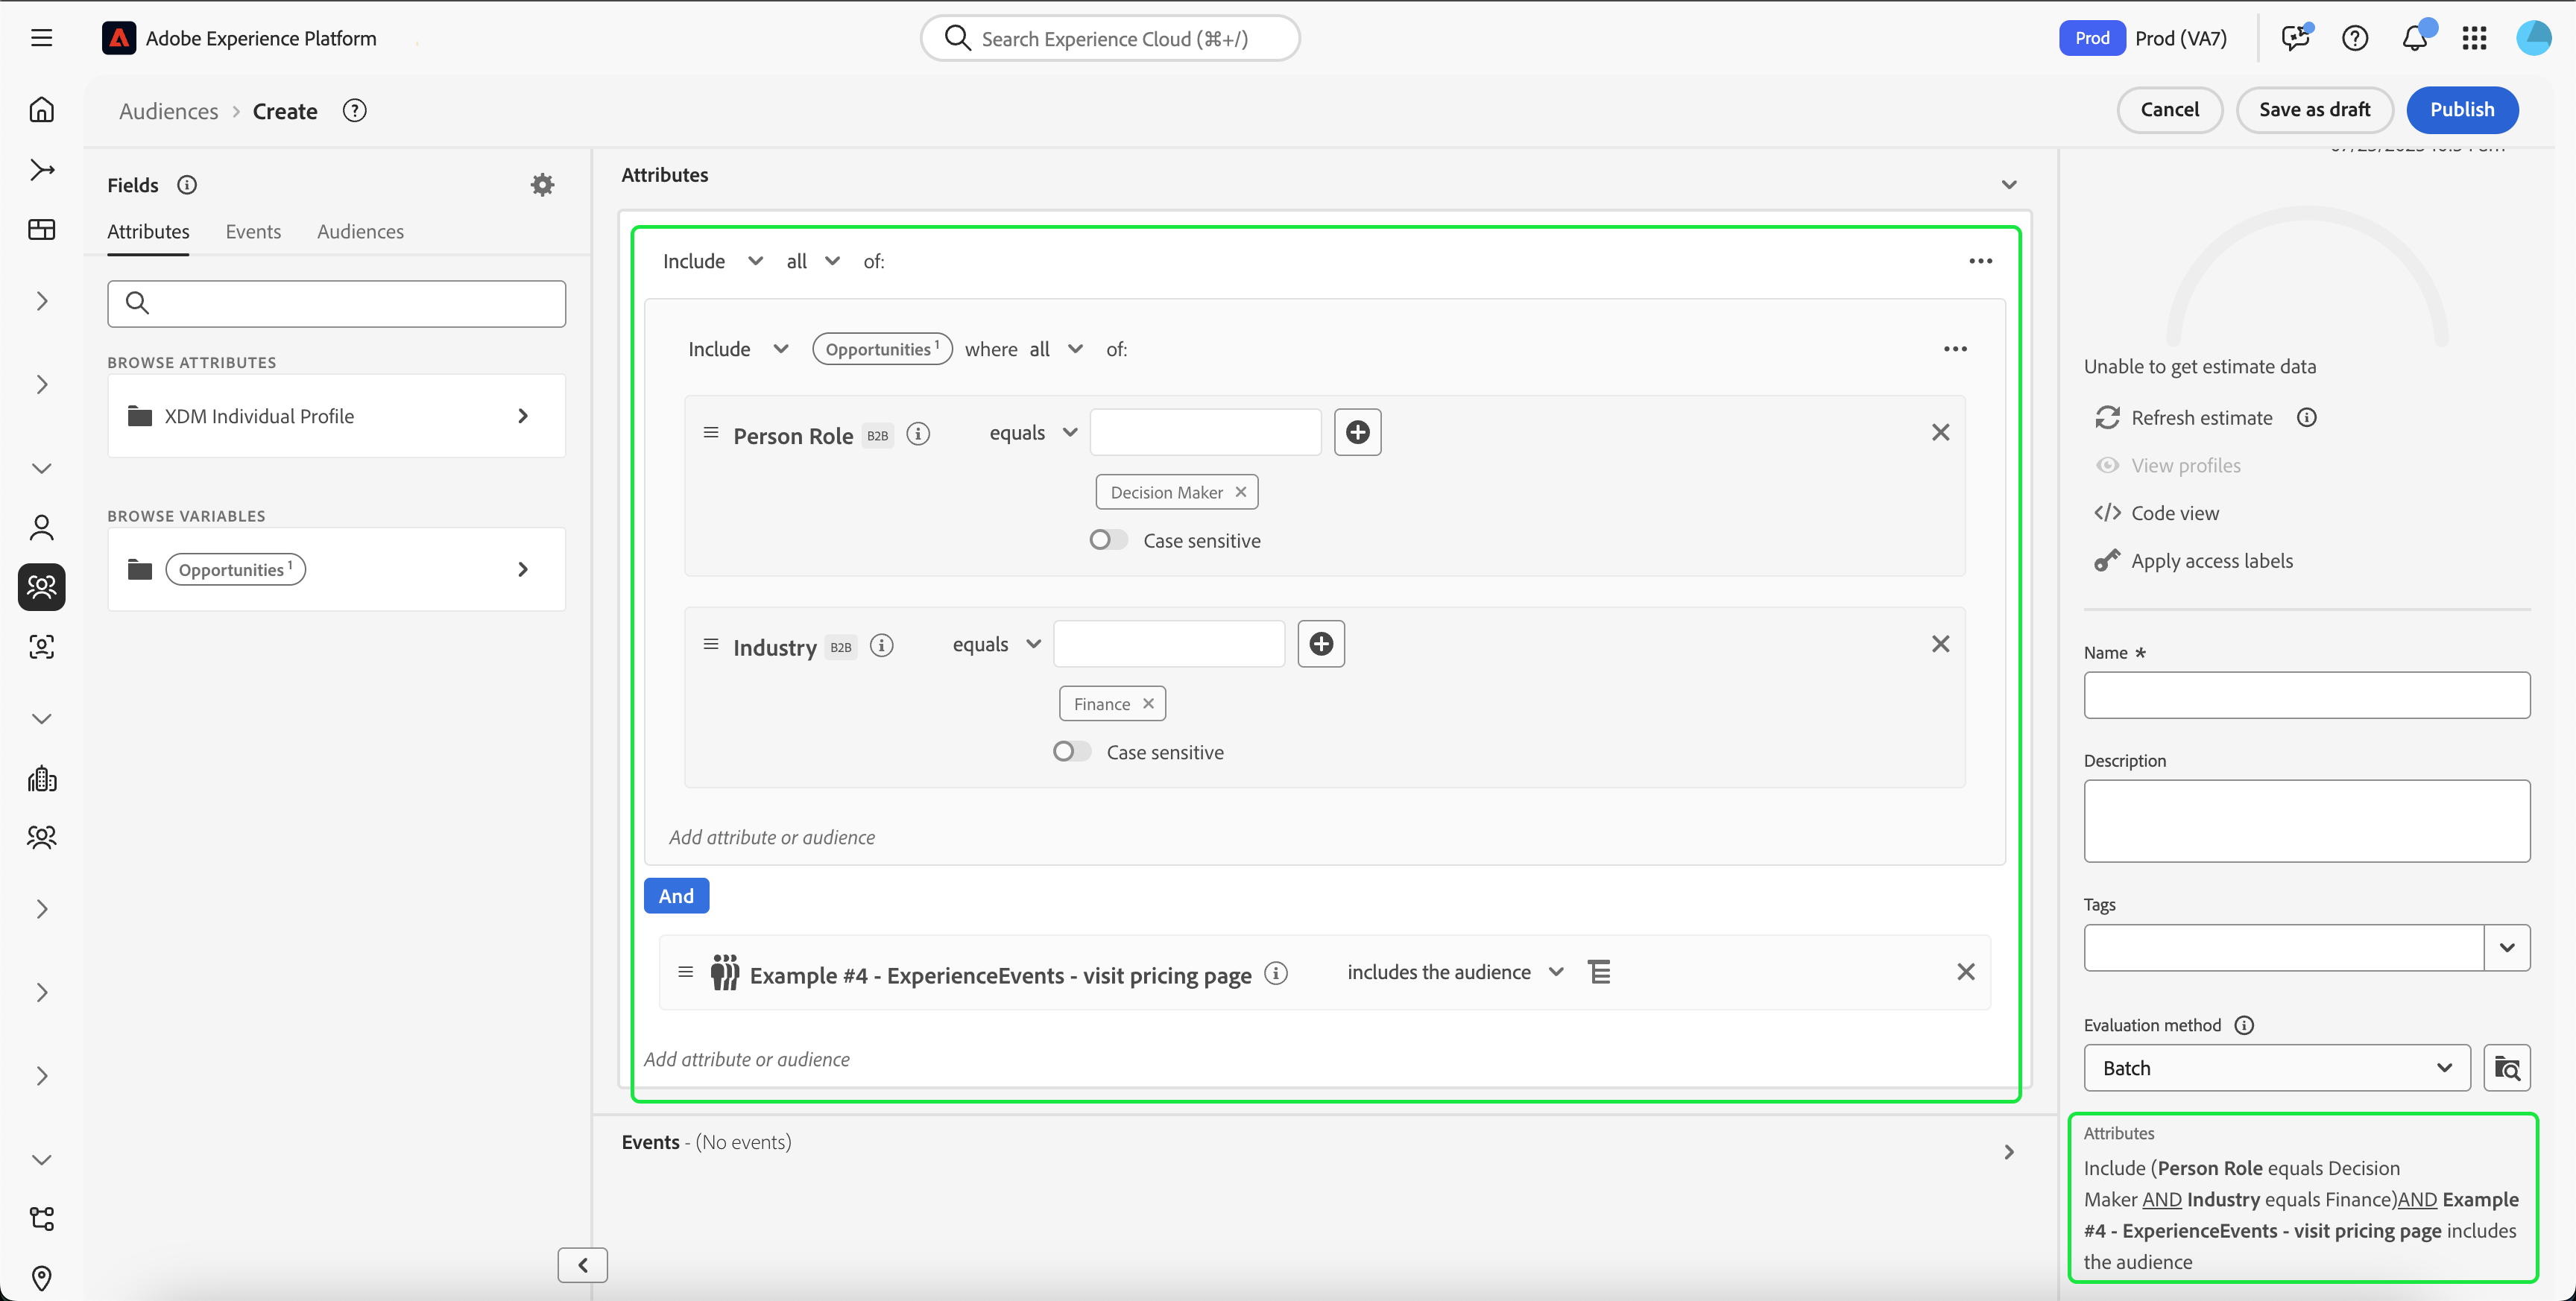 Adobe Experience Platform
Search Experience Cloud (⌘+/)
Prod Prod (VA7)
Audiences Create
Cancel Save as draft Publish
Fields
Attributes Events Audiences
BROWSE ATTRIBUTES
XDM Individual Profile
BROWSE VARIABLES
Opportunities 1
Attributes
Include all of:
Include Opportunities 1 where all of:
Person Role B2B equals
Decision Maker
Case sensitive
Industry B2B equals
Finance
Case sensitive
Add attribute or audience
And
Example #4 - ExperienceEvents - visit pricing page includes the audience
Add attribute or audience
Events - (No events)
Unable to get estimate data
Refresh estimate
View profiles
Code view
Apply access labels
Name *
Description
Tags
Evaluation method
Batch
Attributes
Include (Person Role equals Decision
Maker AND Industry equals Finance)AND Example
#4 - ExperienceEvents - visit pricing page includes
the audience